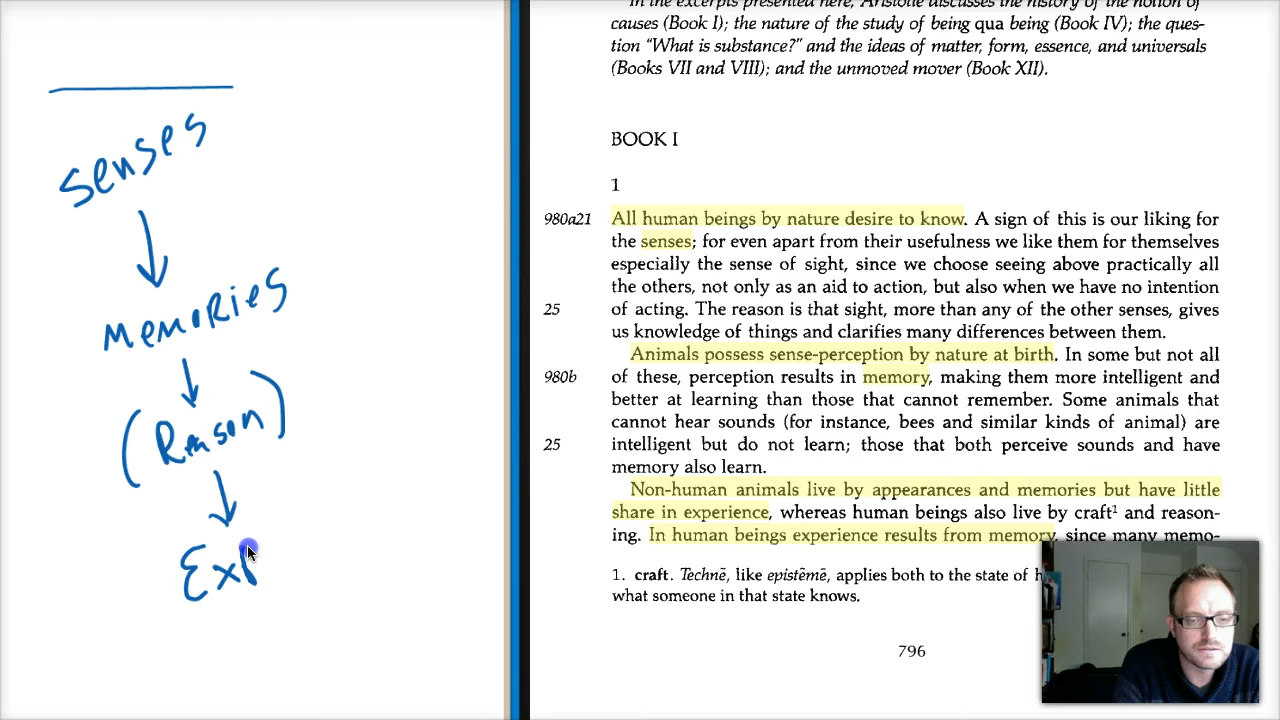 senses
memories
(Reason)
Exp
In the excerpts presented here, Aristotle discusses the history of the notion of
causes (Book I); the nature of the study of being qua being (Book IV); the ques-
tion “What is substance?” and the ideas of matter, form, essence, and universals
(Books VII and VIII); and the unmoved mover (Book XII).
BOOK I
1
980a21 All human beings by nature desire to know. A sign of this is our liking for
the senses; for even apart from their usefulness we like them for themselves
especially the sense of sight, since we choose seeing above practically all
the others, not only as an aid to action, but also when we have no intention
25 of acting. The reason is that sight, more than any of the other senses, gives
us knowledge of things and clarifies many differences between them.
Animals possess sense-perception by nature at birth. In some but not all
980b of these, perception results in memory, making them more intelligent and
better at learning than those that cannot remember. Some animals that
cannot hear sounds (for instance, bees and similar kinds of animal) are
25 intelligent but do not learn; those that both perceive sounds and have
memory also learn.
Non-human animals live by appearances and memories but have little
share in experience, whereas human beings also live by craft¹ and reason-
ing. In human beings experience results from memory, since many memo-
1. craft. Technē, like epistēmē, applies both to the state of
what someone in that state knows.
796